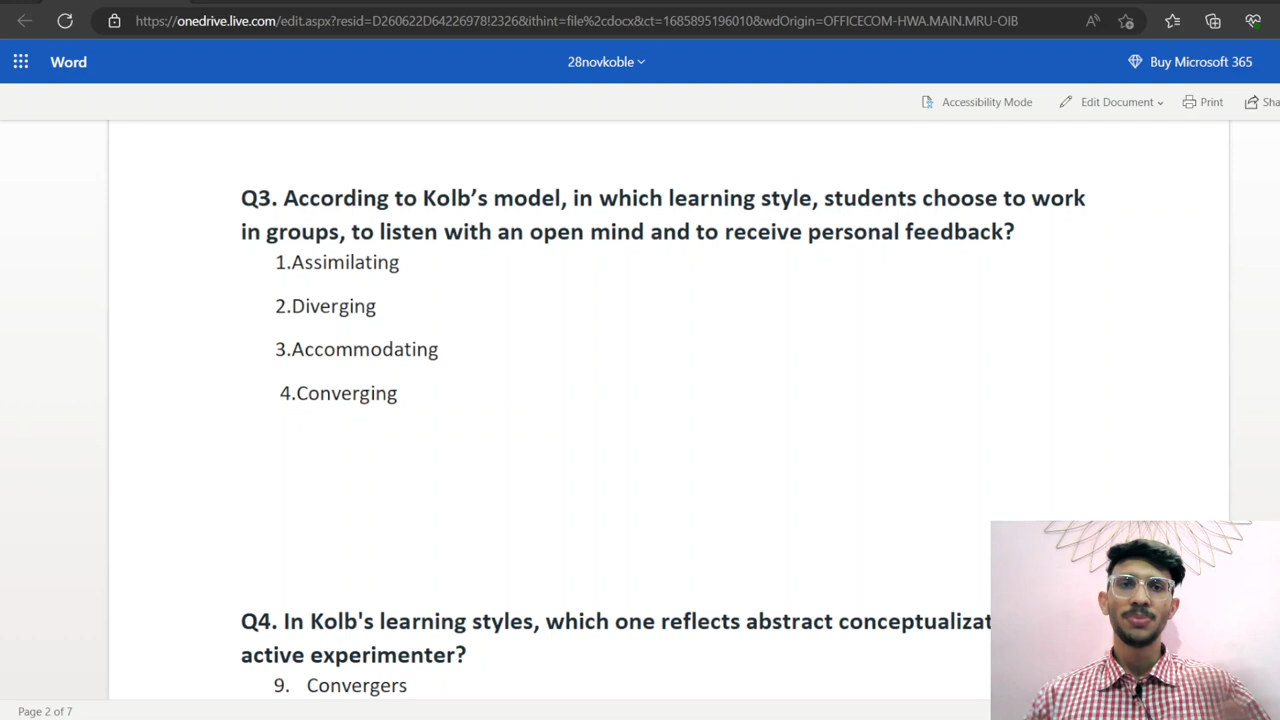 https://onedrive.live.com/edit.aspx?resid=D260622D64226978!2326&ithint=file%2cdocx&ct=1685895196010&wdOrigin=OFFICECOM-HWA.MAIN.MRU-OIB
Word
28novkoble
Buy Microsoft 365
Accessibility Mode
Edit Document
Print
Sha
Q3. According to Kolb’s model, in which learning style, students choose to work
in groups, to listen with an open mind and to receive personal feedback?
1.Assimilating
2.Diverging
3.Accommodating
4.Converging
Q4. In Kolb's learning styles, which one reflects abstract conceptualizat
active experimenter?
9. Convergers
Page 2 of 7